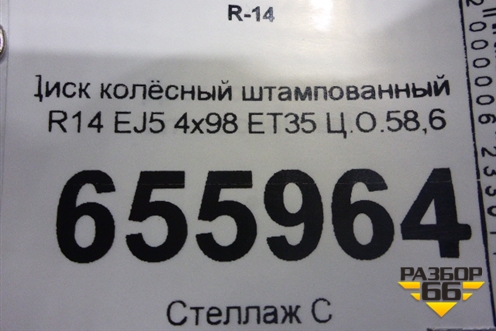 R-14
Диск колёсный штампованный
R14 EJ5 4x98 ET35 Ц.О.58,6
655964
Стеллаж С
РАЗБОР
66